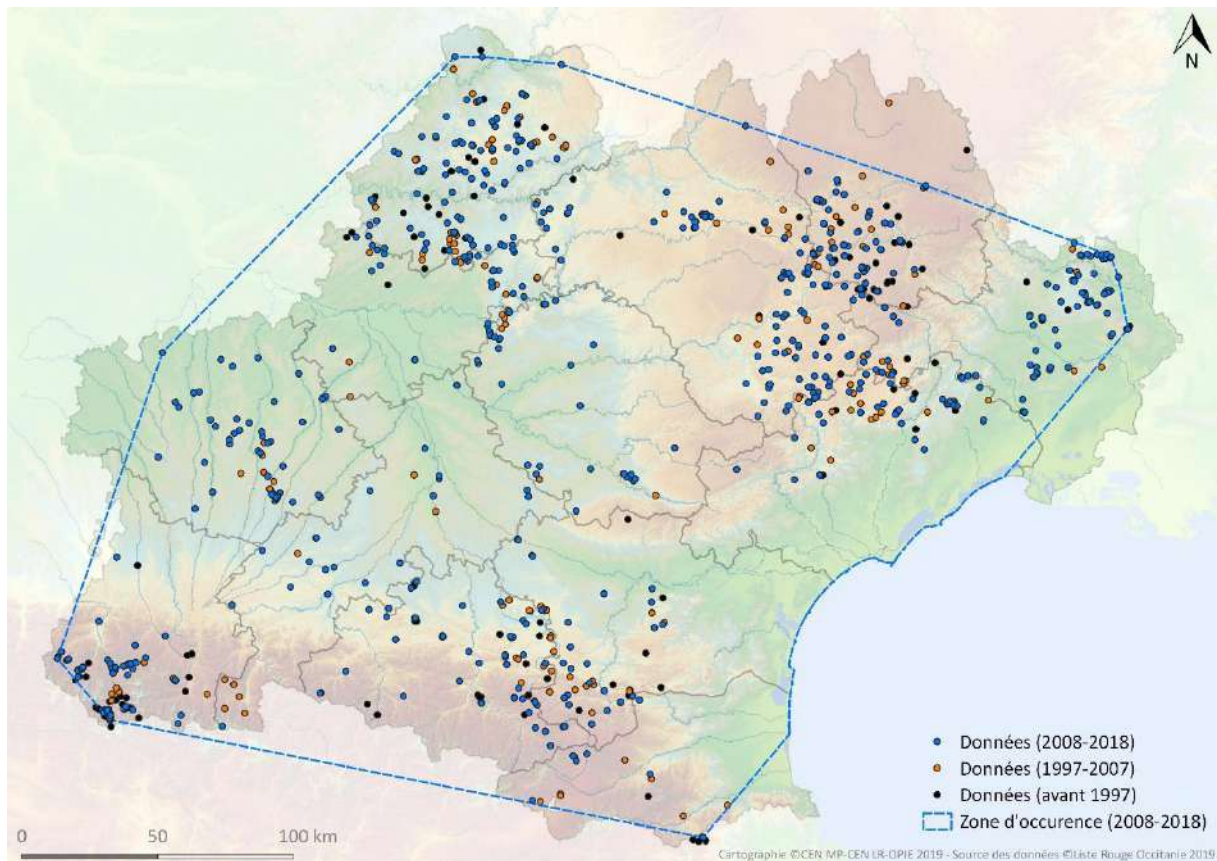 N
Données (2008-2018)
Données (1997-2007)
Données (avant 1997)
Zone d'occurence (2008-2018)
0 50 100 km
Cartographie ©CEN MP-CEN LR-OPIE 2019 - Source des données ©Liste Rouge Occitanie 2019